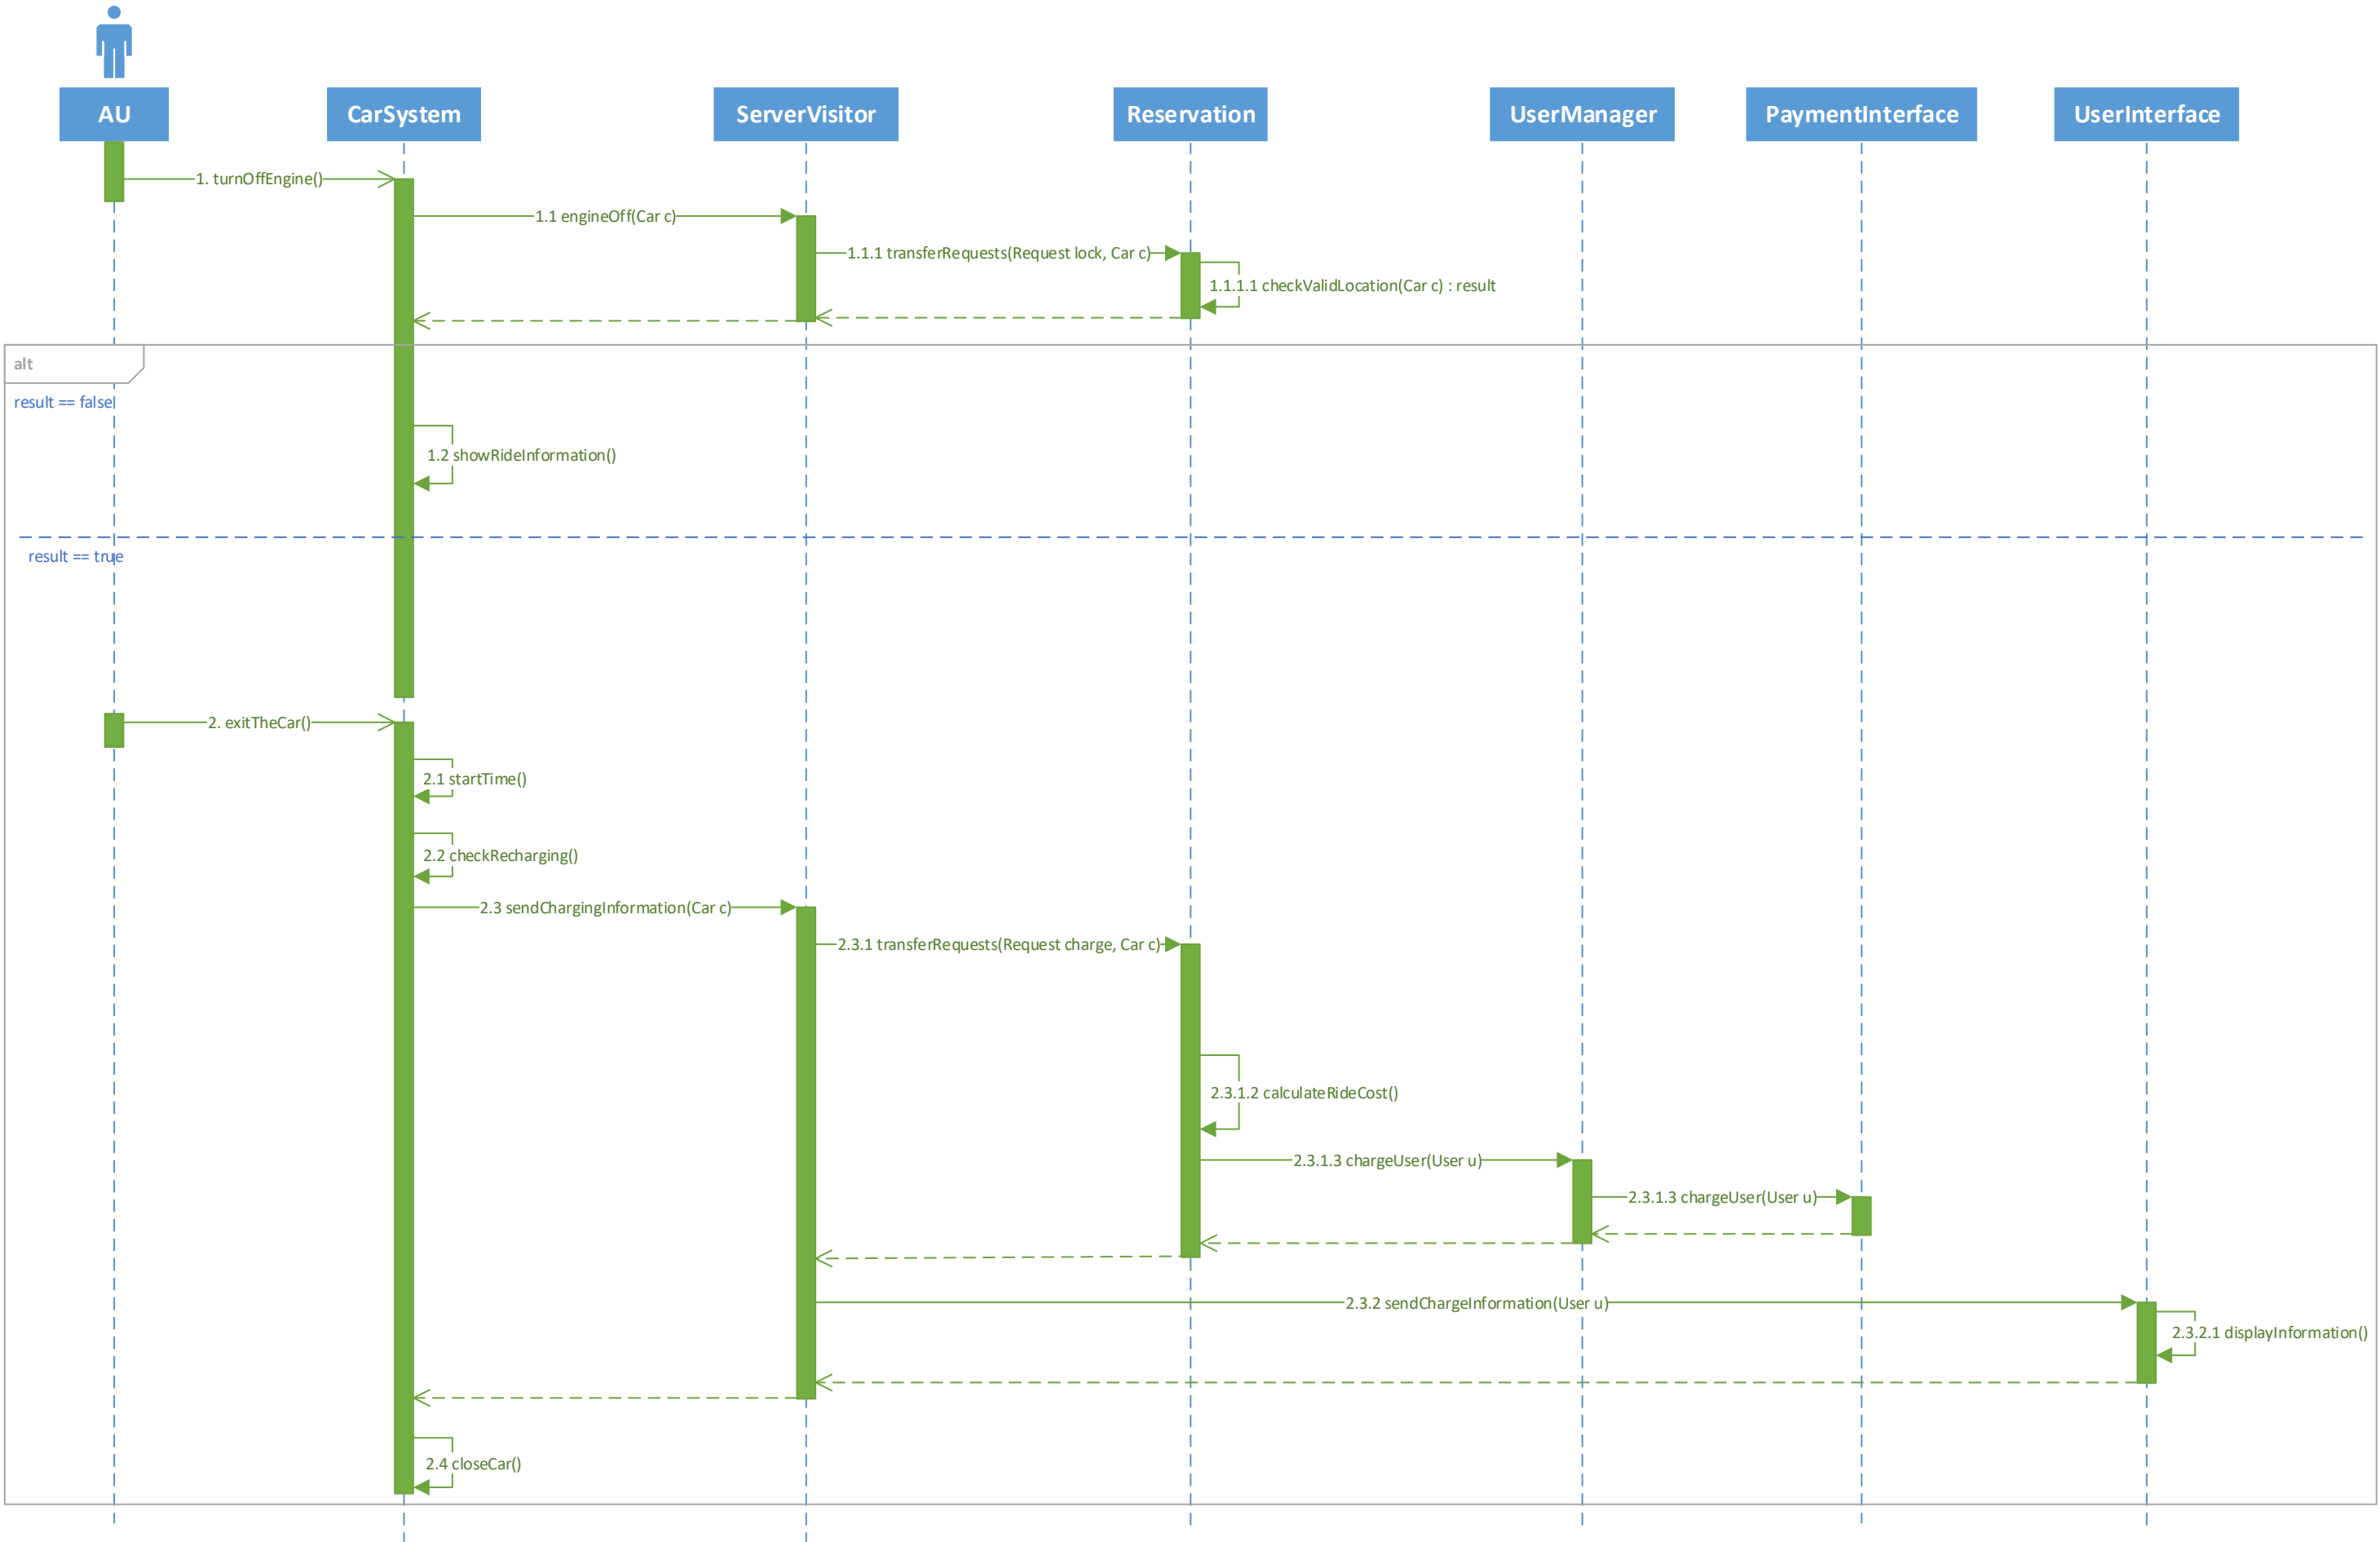 AU
CarSystem
ServerVisitor
Reservation
UserManager
PaymentInterface
UserInterface
1. turnOffEngine()
1.1 engineOff(Car c)
1.1.1 transferRequests(Request lock, Car c)
1.1.1.1 checkValidLocation(Car c) : result
alt
result == false
1.2 showRideInformation()
result == true
2. exitTheCar()
2.1 startTime()
2.2 checkRecharging()
2.3 sendChargingInformation(Car c)
2.3.1 transferRequests(Request charge, Car c)
2.3.1.2 calculateRideCost()
2.3.1.3 chargeUser(User u)
2.3.1.3 chargeUser(User u)
2.3.2 sendChargeInformation(User u)
2.3.2.1 displayInformation()
2.4 closeCar()